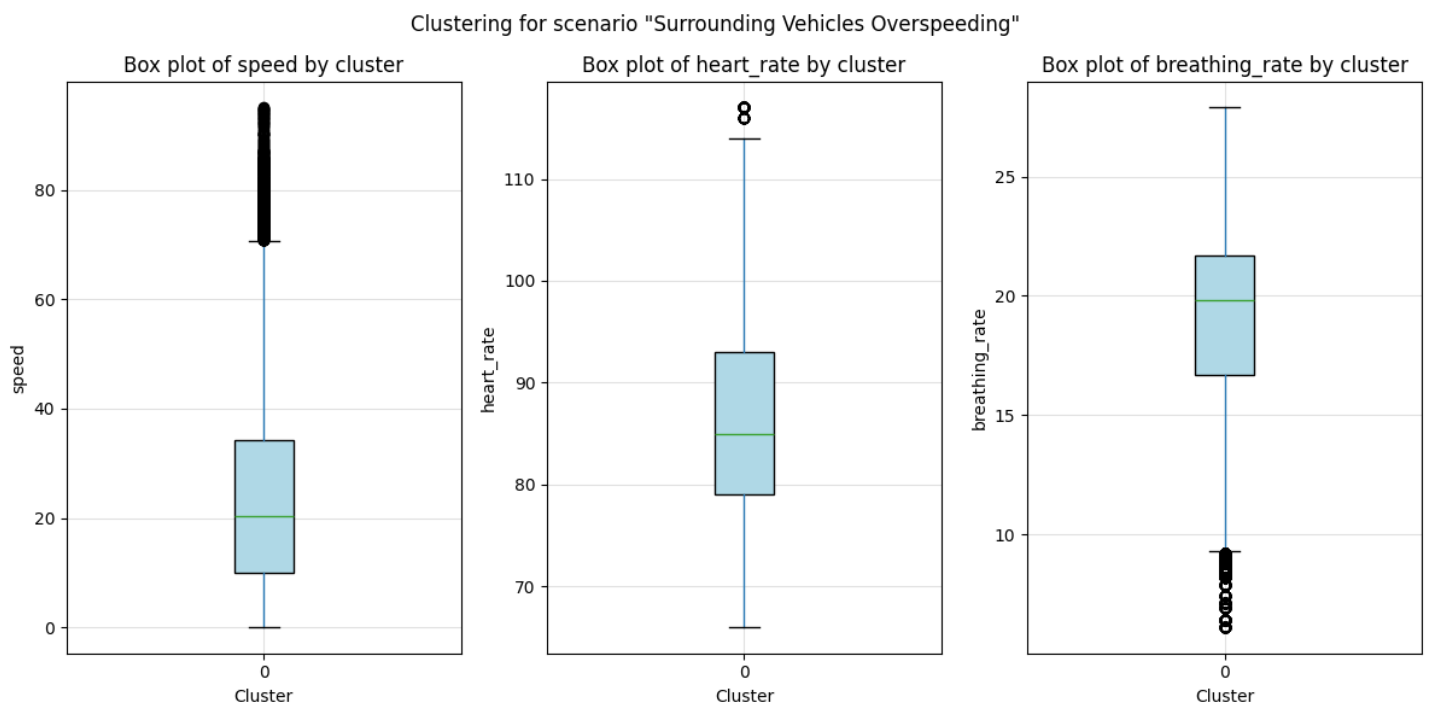 Clustering for scenario "Surrounding Vehicles Overspeeding"
Box plot of speed by cluster
80
60
40
20
0
speed
0
Cluster
Box plot of heart_rate by cluster
110
100
90
80
70
heart_rate
0
Cluster
Box plot of breathing_rate by cluster
25
20
15
10
breathing_rate
0
Cluster